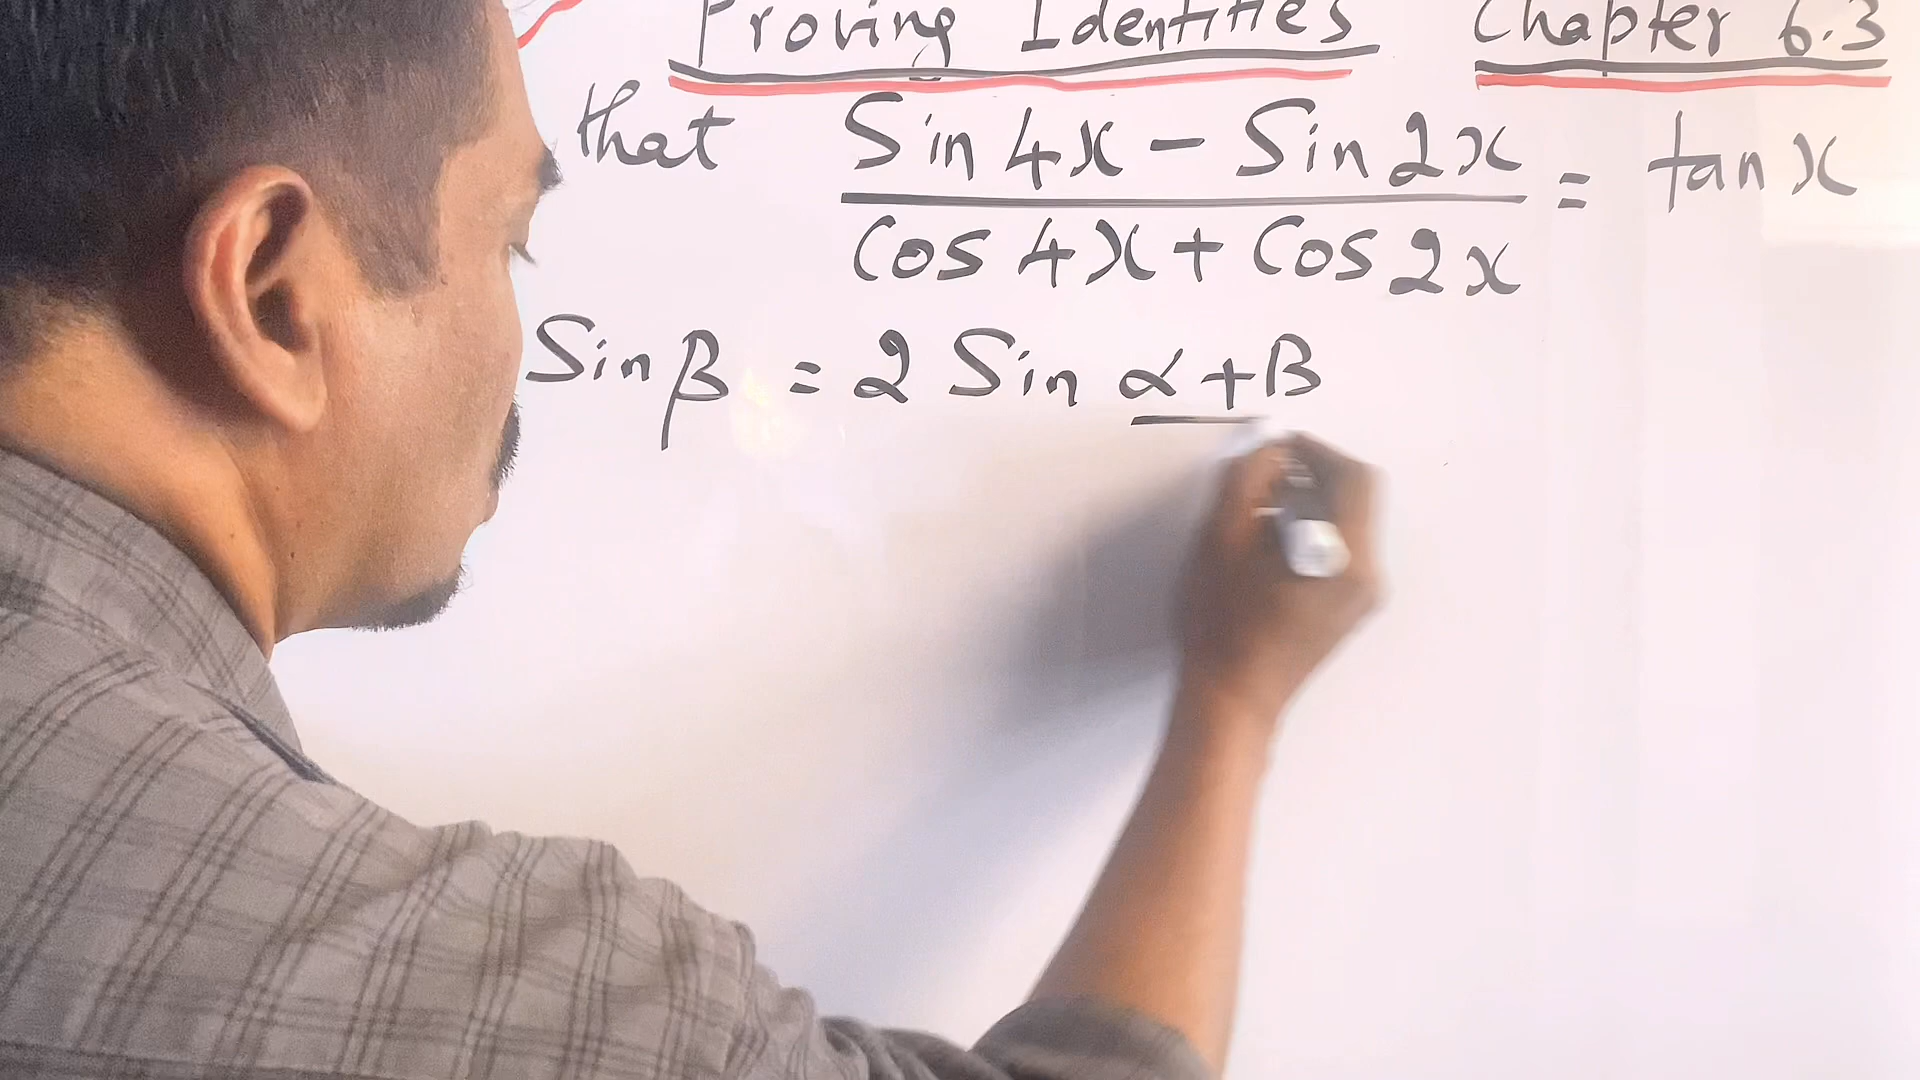 Proving Identities Chapter 6.3
that Sin 4x - Sin 2x = tan x
Cos 4x + Cos 2x
Sin β = 2 Sin α + B